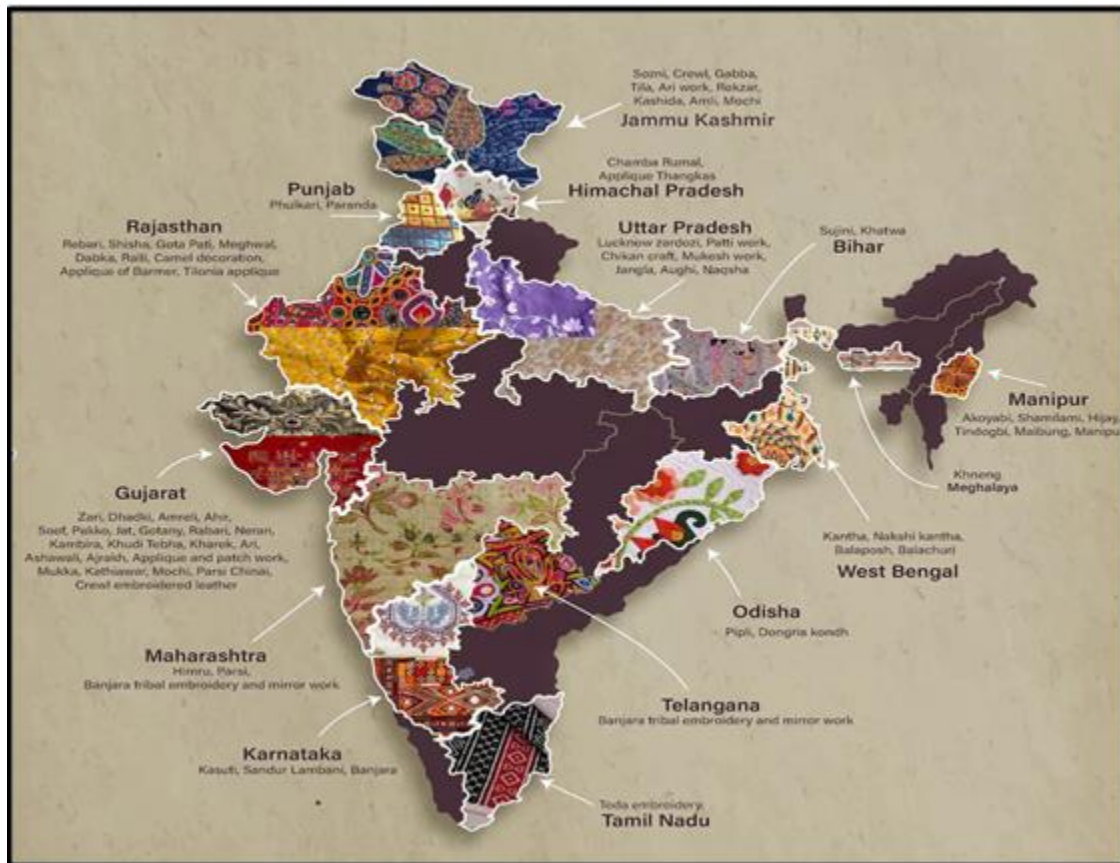 Sozni, Crewl, Gabba,
Tila, Ari work, Rekzar,
Kashida, Amli, Mochi
Jammu Kashmir
Chamba Rumal,
Applique Thangkas
Himachal Pradesh
Punjab
Phulkari, Paranda
Rajasthan
Rebari, Shisha, Gota Pati, Meghwal,
Dabka, Ralli, Camel decoration,
Applique of Barmer, Tilonia applique
Uttar Pradesh
Lucknow zardozi, Patti work,
Chikan craft, Mukesh work,
Jangla, Aughi, Naqsha
Sujini, Khatwa
Bihar
Manipur
Akoyabi, Shamilami, Hijay,
Tindogbi, Maibung, Manipu
Khneng
Meghalaya
Gujarat
Zari, Dhadki, Amreli, Ahir,
Soof, Pakko, Jat, Gotany, Rabari, Neran,
Kambira, Khudi Tebha, Kharek, Ari,
Ashawali, Ajrakh, Applique and patch work,
Mukka, Kathiawar, Mochi, Parsi Chinai,
Crewl embroidered leather
Kantha, Nakshi kantha,
Balaposh, Balachuri
West Bengal
Odisha
Pipli, Dongria kondh
Maharashtra
Himru, Parsi,
Banjara tribal embroidery and mirror work
Telangana
Banjara tribal embroidery and mirror work
Karnataka
Kasuti, Sandur Lambani, Banjara
Toda embroidery,
Tamil Nadu